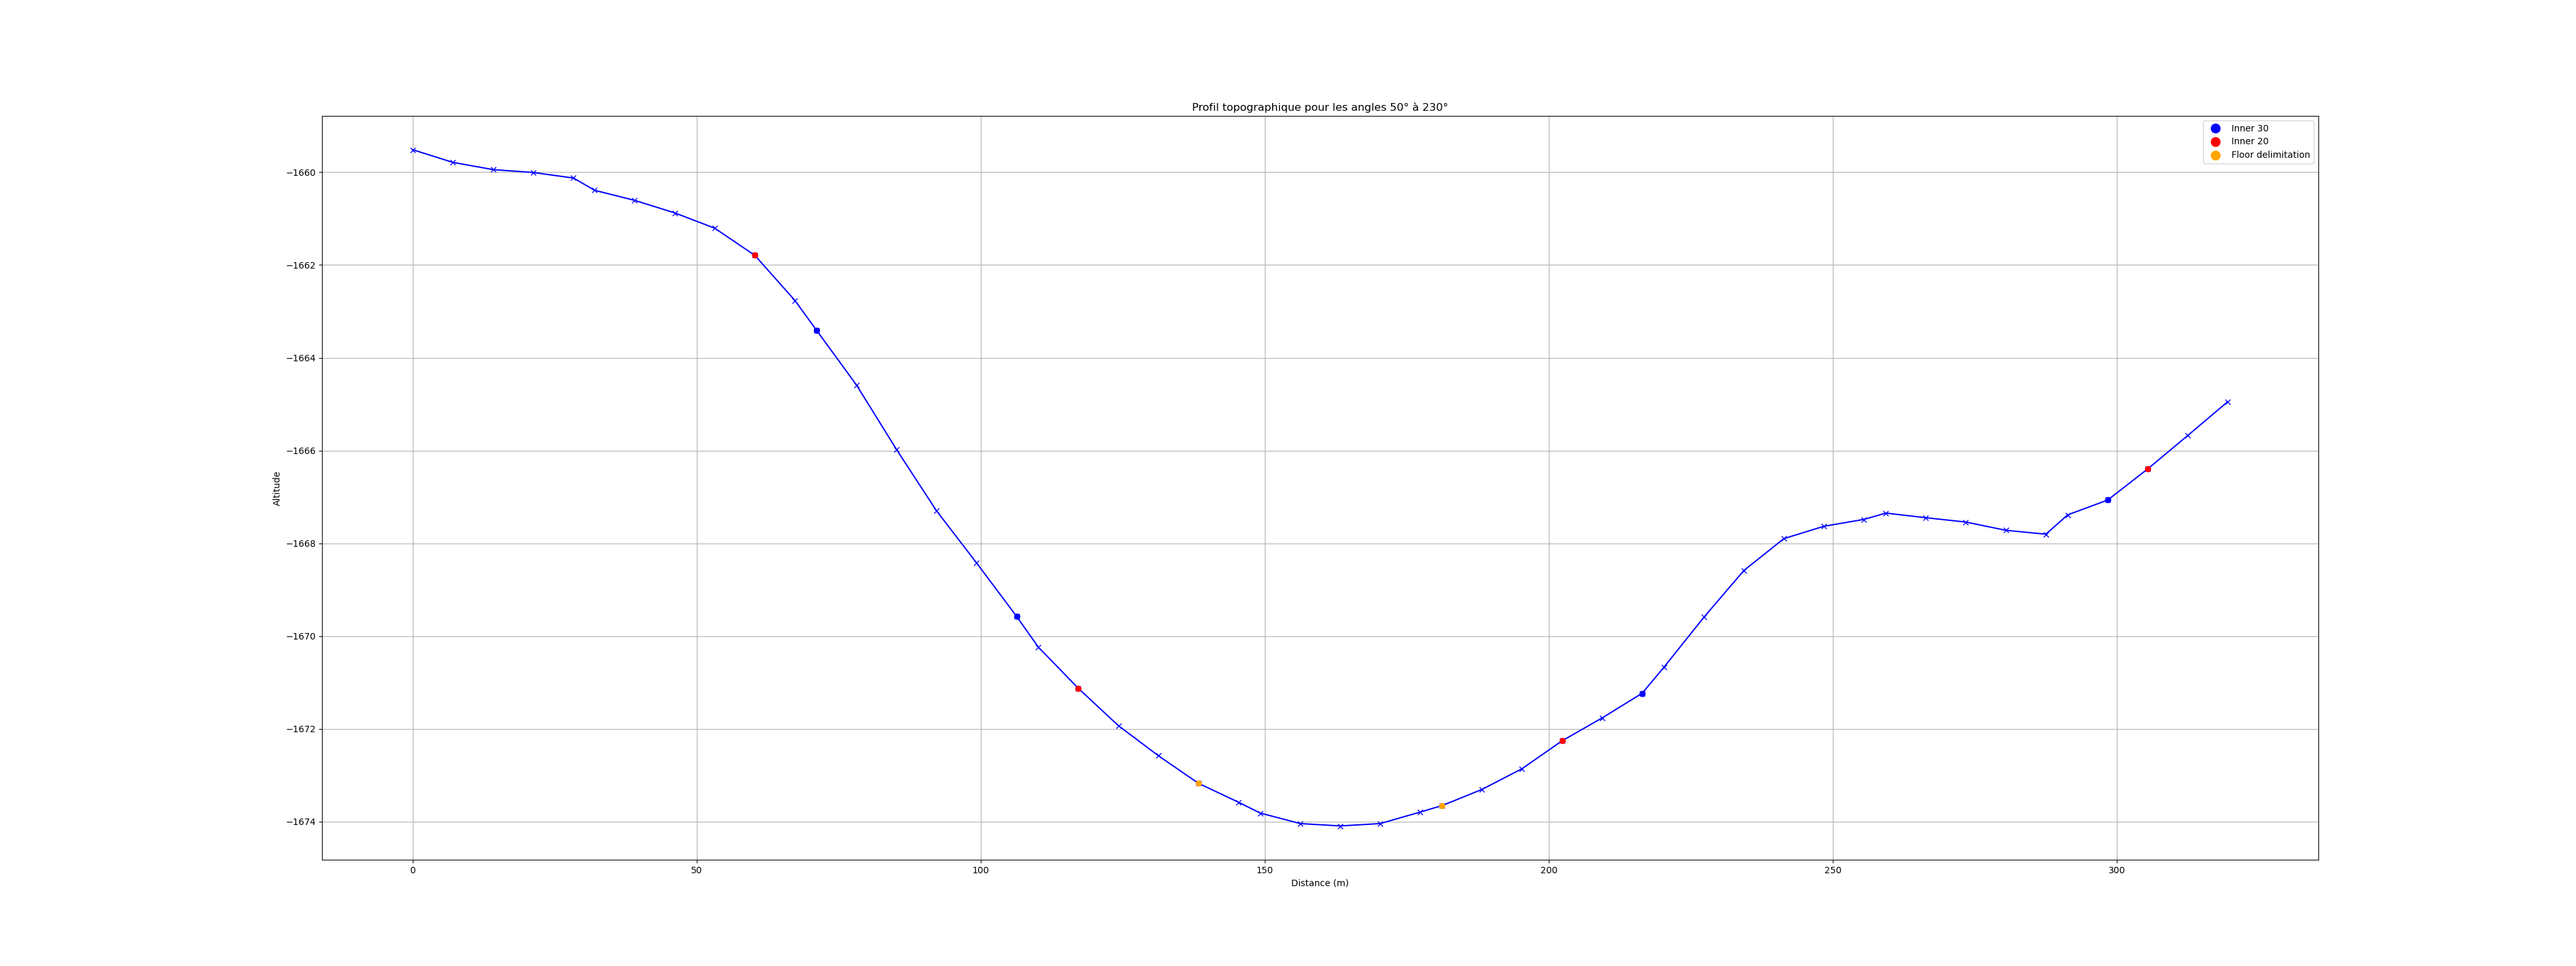 Profil topographique pour les angles 50° à 230°
Inner 30
Inner 20
Floor delimitation
−1660
−1662
−1664
−1666
−1668
−1670
−1672
−1674
Altitude
0
50
100
150
200
250
300
Distance (m)